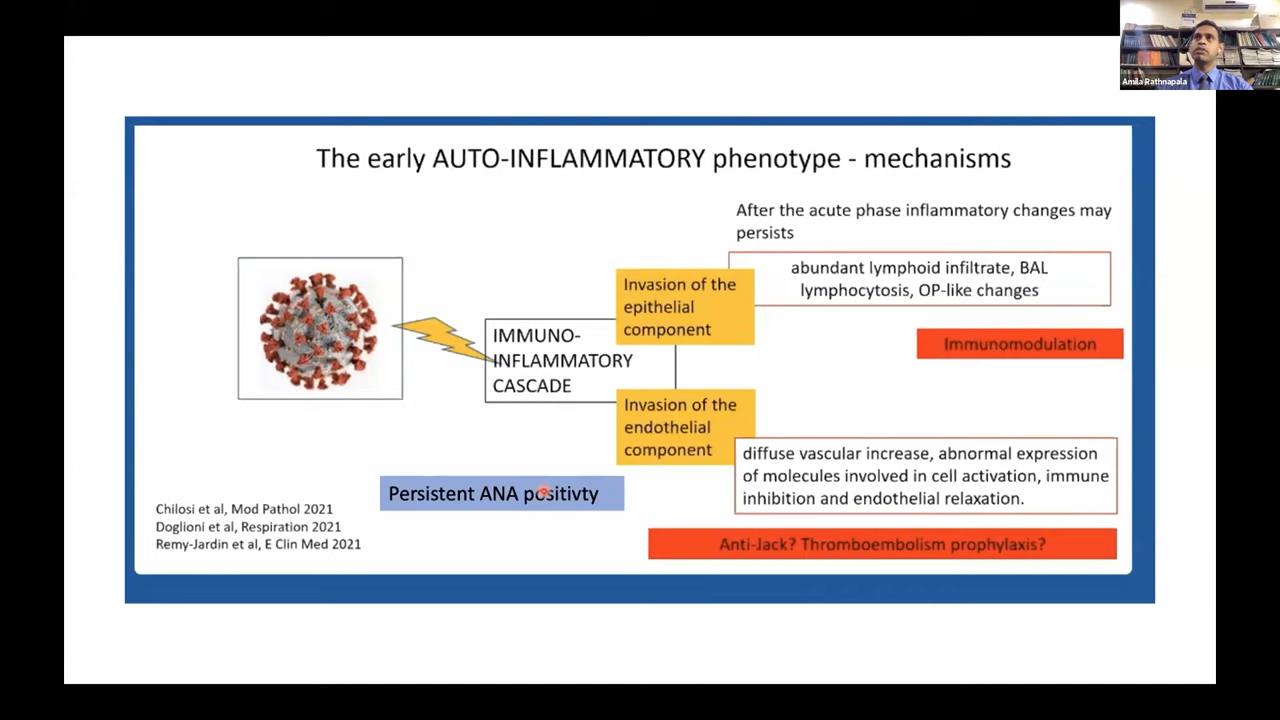 Amila Rathnapala
The early AUTO-INFLAMMATORY phenotype - mechanisms
After the acute phase inflammatory changes may
persists
abundant lymphoid infiltrate, BAL
lymphocytosis, OP-like changes
Invasion of the
epithelial
component
Immunomodulation
IMMUNO-
INFLAMMATORY
CASCADE
Invasion of the
endothelial
component
diffuse vascular increase, abnormal expression
of molecules involved in cell activation, immune
inhibition and endothelial relaxation.
Persistent ANA positivty
Chilosi et al, Mod Pathol 2021
Doglioni et al, Respiration 2021
Remy-Jardin et al, E Clin Med 2021
Anti-Jack? Thromboembolism prophylaxis?